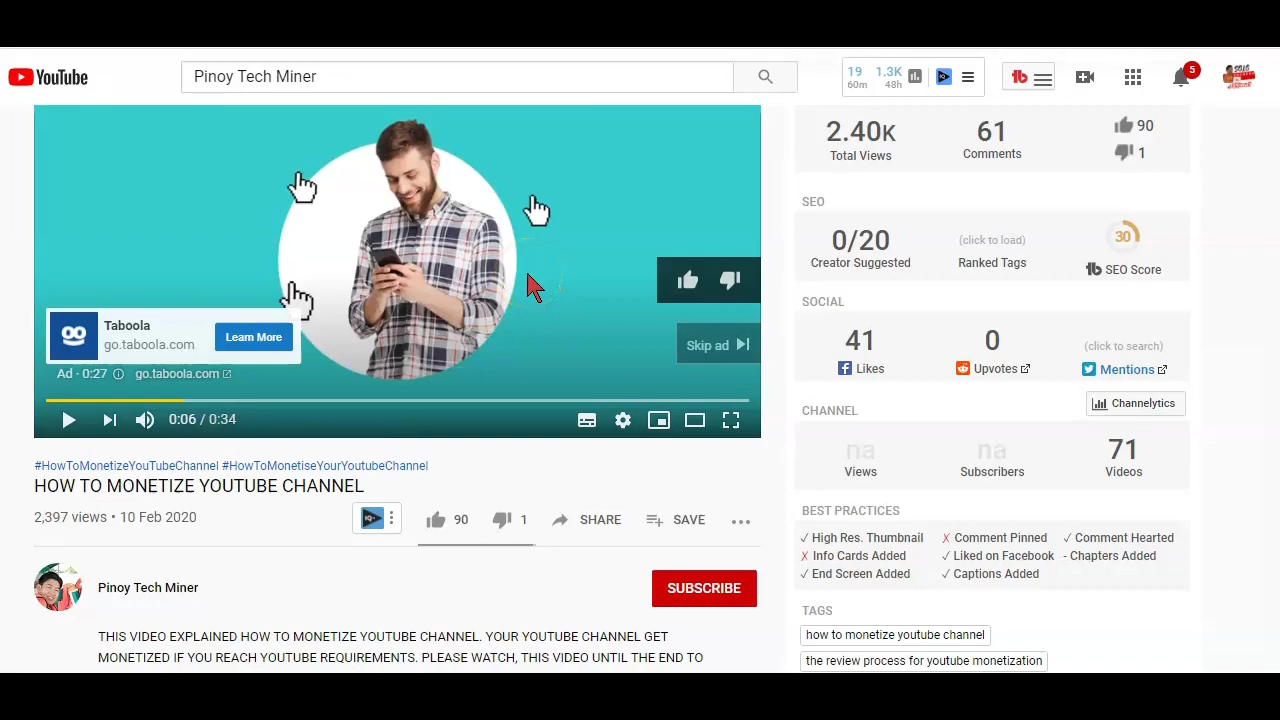 YouTube
Pinoy Tech Miner
19 1.3K
60m 48h
5
2.40K 61 90
Total Views Comments 1
SEO
0/20 (click to load) 30
Creator Suggested Ranked Tags SEO Score
SOCIAL
41 0 (click to search)
Likes Upvotes Mentions
Channelytics
CHANNEL
na na 71
Views Subscribers Videos
BEST PRACTICES
✓ High Res. Thumbnail ✗ Comment Pinned ✓ Comment Hearted
✗ Info Cards Added ✓ Liked on Facebook - Chapters Added
✓ End Screen Added ✓ Captions Added
TAGS
how to monetize youtube channel
the review process for youtube monetization
Taboola
go.taboola.com
Learn More
Skip ad
Ad · 0:27 go.taboola.com
0:06 / 0:34
#HowToMonetizeYouTubeChannel #HowToMonetiseYourYoutubeChannel
HOW TO MONETIZE YOUTUBE CHANNEL
2,397 views • 10 Feb 2020
IQ 90 1 SHARE SAVE
Pinoy Tech Miner
SUBSCRIBE
THIS VIDEO EXPLAINED HOW TO MONETIZE YOUTUBE CHANNEL. YOUR YOUTUBE CHANNEL GET
MONETIZED IF YOU REACH YOUTUBE REQUIREMENTS. PLEASE WATCH, THIS VIDEO UNTIL THE END TO